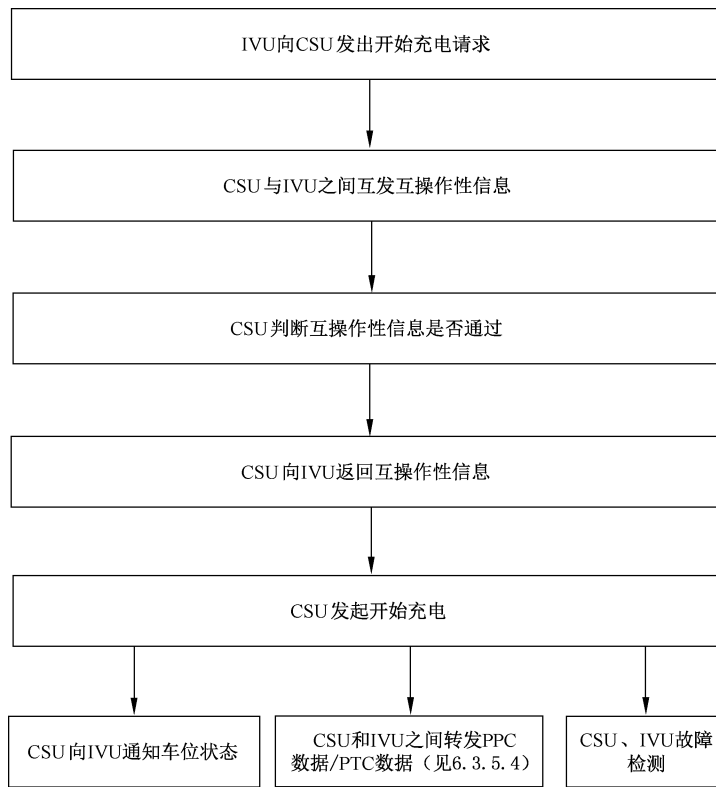 IVU向CSU发出开始充电请求
CSU与IVU之间互发互操作性信息
CSU判断互操作性信息是否通过
CSU向IVU返回互操作性信息
CSU发起开始充电
CSU向IVU通知车位状态
CSU和IVU之间转发PPC
数据/PTC数据（见6.3.5.4）
CSU、IVU故障
检测